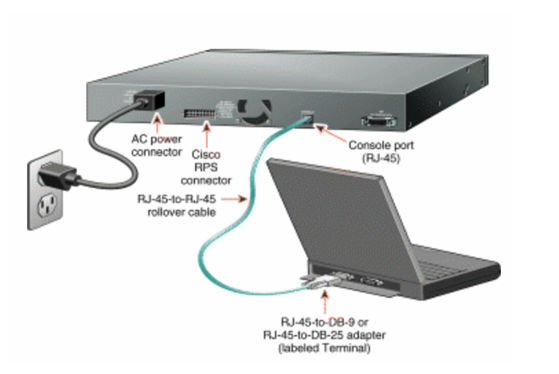 AC power
connector
Cisco
RPS
connector
Console port
(RJ-45)
RJ-45-to-RJ-45
rollover cable
RJ-45-to-DB-9 or
RJ-45-to-DB-25 adapter
(labeled Terminal)